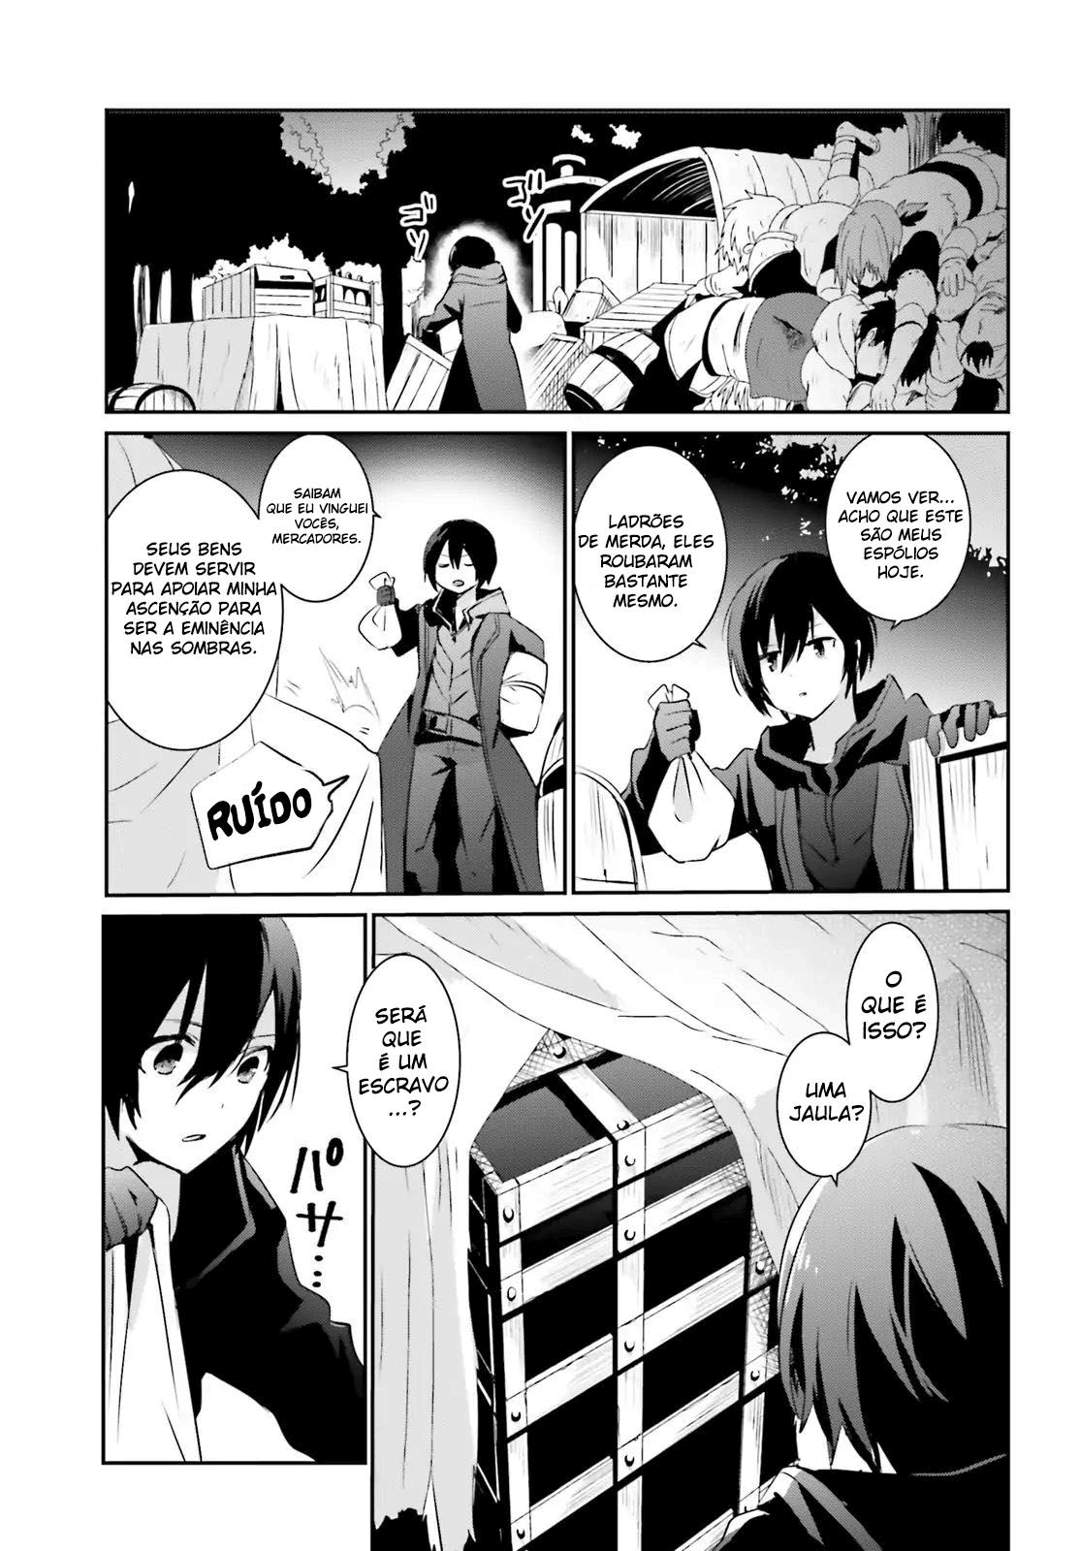 ゴソ
ゴソ
VAMOS VER...
ACHO QUE ESTE
SÃO MEUS
ESPÓLIOS
HOJE.
LADRÕES
DE MERDA, ELES
ROUBARAM
BASTANTE
MESMO.
SAIBAM
QUE EU VINGUEI
VOCÊS,
MERCADORES.
SEUS BENS
DEVEM SERVIR
PARA APOIAR MINHA
ASCENÇÃO PARA
SER A EMINÊNCIA
NAS SOMBRAS.
RUÍDO
O
QUE É
ISSO?
UMA
JAULA?
SERÁ
QUE
É UM
ESCRAVO
...?
パサ…